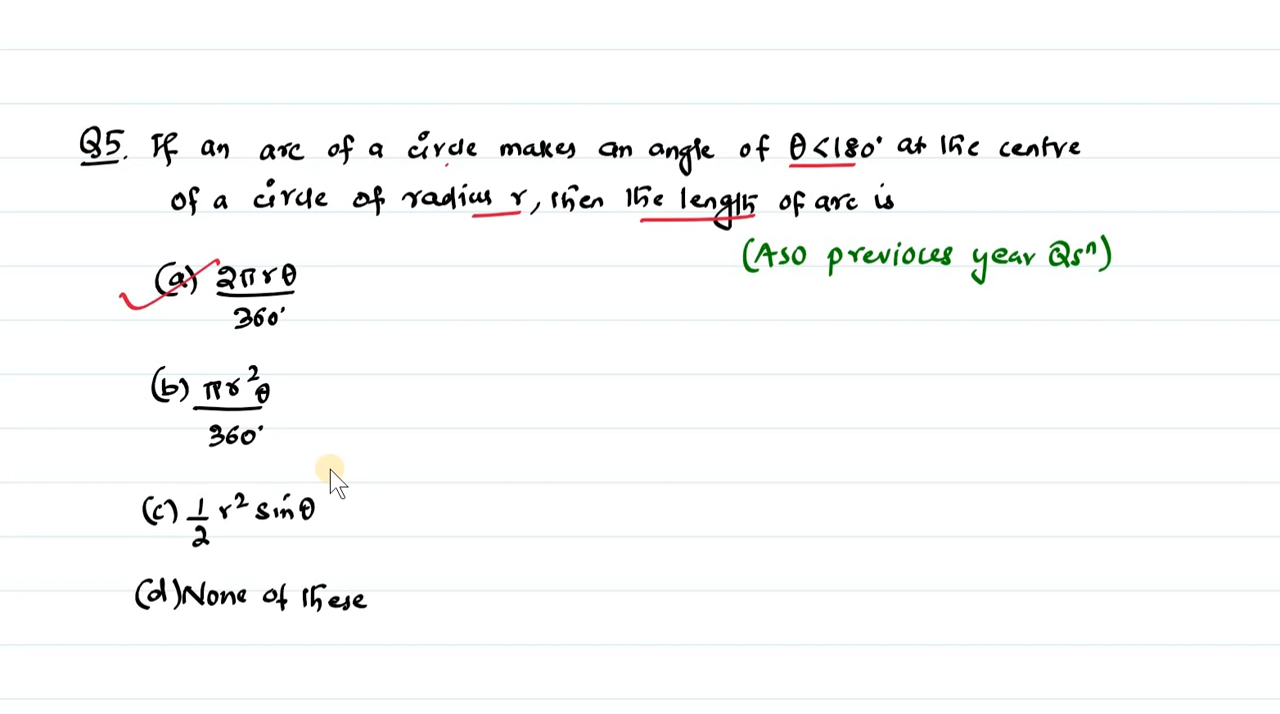 Q5. If an arc of a circle makes an angle of θ<180° at the centre
of a circle of radius r, then the length of arc is
(Aso previous year Qsⁿ)
(a) 2πrθ
360°
(b) πr²θ
360°
(c) 1/2 r² sinθ
(d) None of these